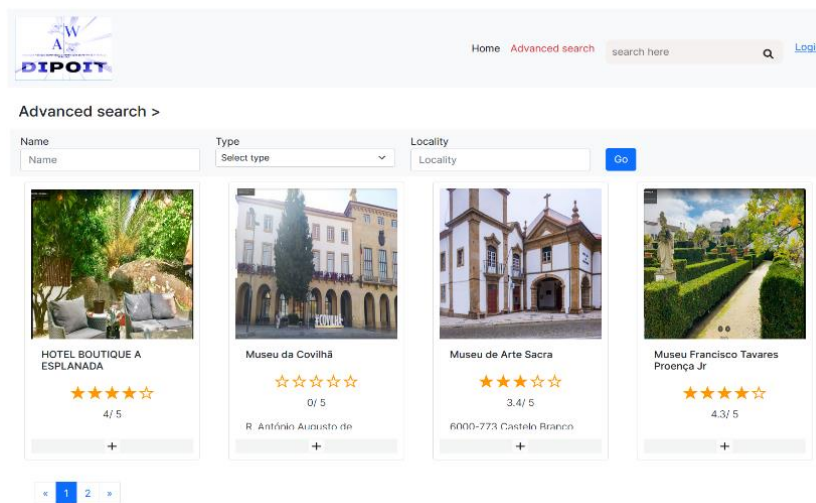 W
A
DIPOIT
Home Advanced search search here Logi
Advanced search >
Name Type Locality
Name Select type Locality Go
HOTEL BOUTIQUE A
ESPLANADA
4/ 5
+
Museu da Covilhã
0/ 5
R. António Augusto de
+
Museu de Arte Sacra
3.4/ 5
6000-773 Castelo Branco
+
Museu Francisco Tavares
Proença Jr
4.3/ 5
+
« 1 2 »